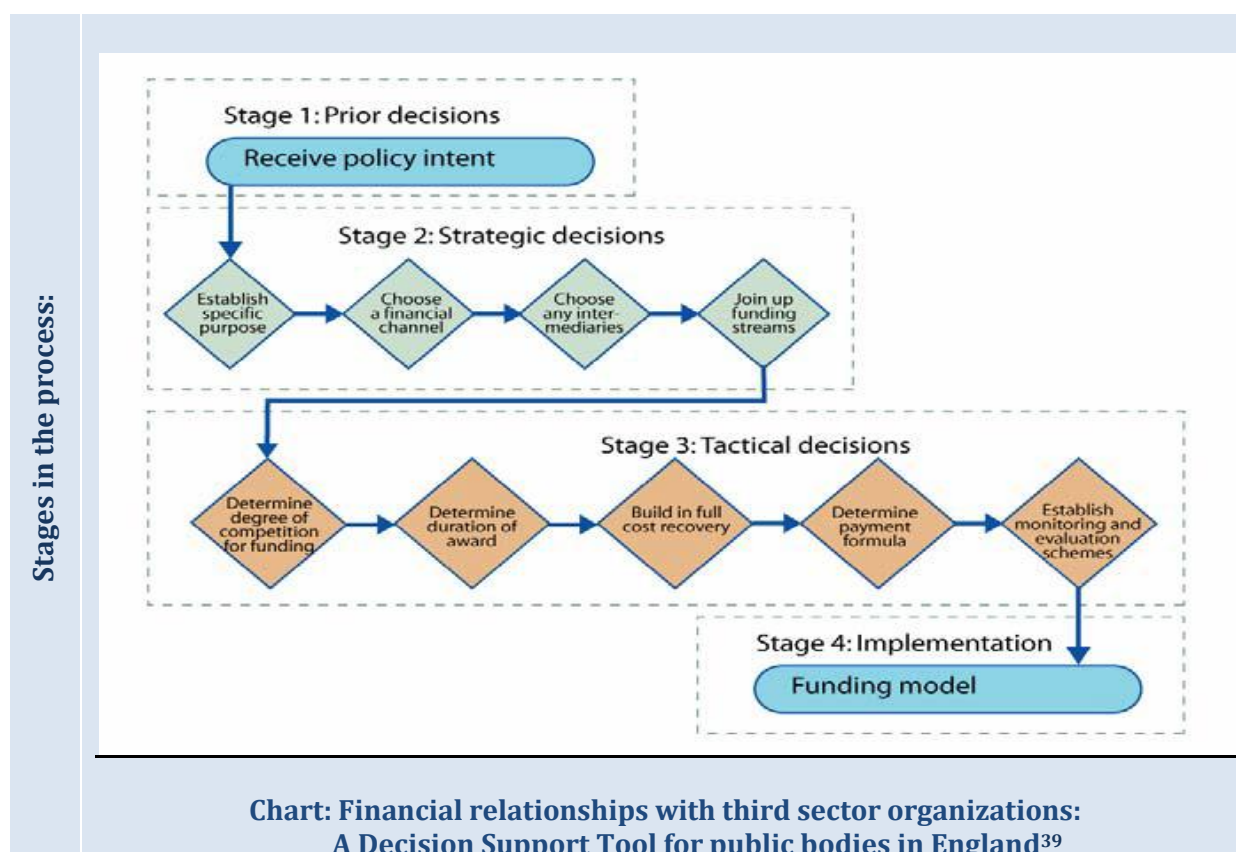 Stages in the process:
Stage 1: Prior decisions
Receive policy intent
Stage 2: Strategic decisions
Establish
specific
purpose
Choose
a financial
channel
Choose
any inter-
mediaries
Join up
funding
streams
Stage 3: Tactical decisions
Determine
degree of
competition
for funding
Determine
duration of
award
Build in full
cost recovery
Determine
payment
formula
Establish
monitoring and
evaluation
schemes
Stage 4: Implementation
Funding model
Chart: Financial relationships with third sector organizations:
A Decision Support Tool for public bodies in England³⁹